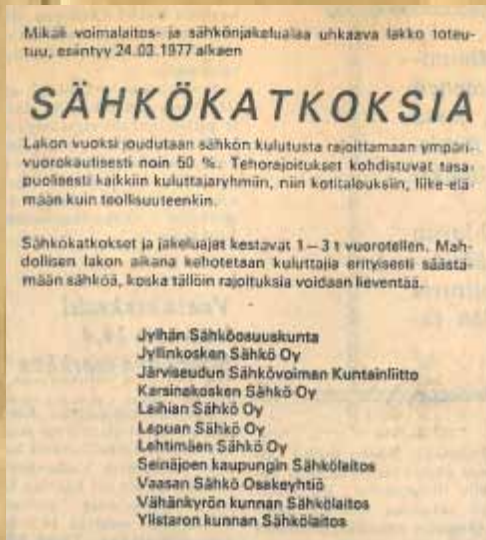 Mikäli voimalaitos- ja sähkönjakelualaa uhkaava lakko toteu-
tuu, esiintyy 24.03.1977 alkaen
SÄHKÖKATKOKSIA
Lakon vuoksi joudutaan sähkön kulutusta rajoittamaan ympäri-
vuorokautisesti noin 50 %. Tehorajoitukset kohdistuvat tasa-
puolisesti kaikkiin kuluttajaryhmiin, niin kotitalouksiin, liike-elä-
mään kuin teollisuuteenkin.
Sähkökatkokset ja jakeluajat kestävät 1–3 t vuorotellen. Mah-
dollisen lakon aikana kehotetaan kuluttajia erityisesti säästä-
mään sähköä, koska tällöin rajoituksia voidaan lieventää.
Jylhän Sähköosuuskunta
Jyllinkosken Sähkö Oy
Järviseudun Sähkövoiman Kuntainliitto
Karsinakosken Sähkö Oy
Laihian Sähkö Oy
Lapuan Sähkö Oy
Lehtimäen Sähkö Oy
Seinäjoen kaupungin Sähkölaitos
Vaasan Sähkö Osakeyhtiö
Vähänkyrön kunnan Sähkölaitos
Ylistaron kunnan Sähkölaitos